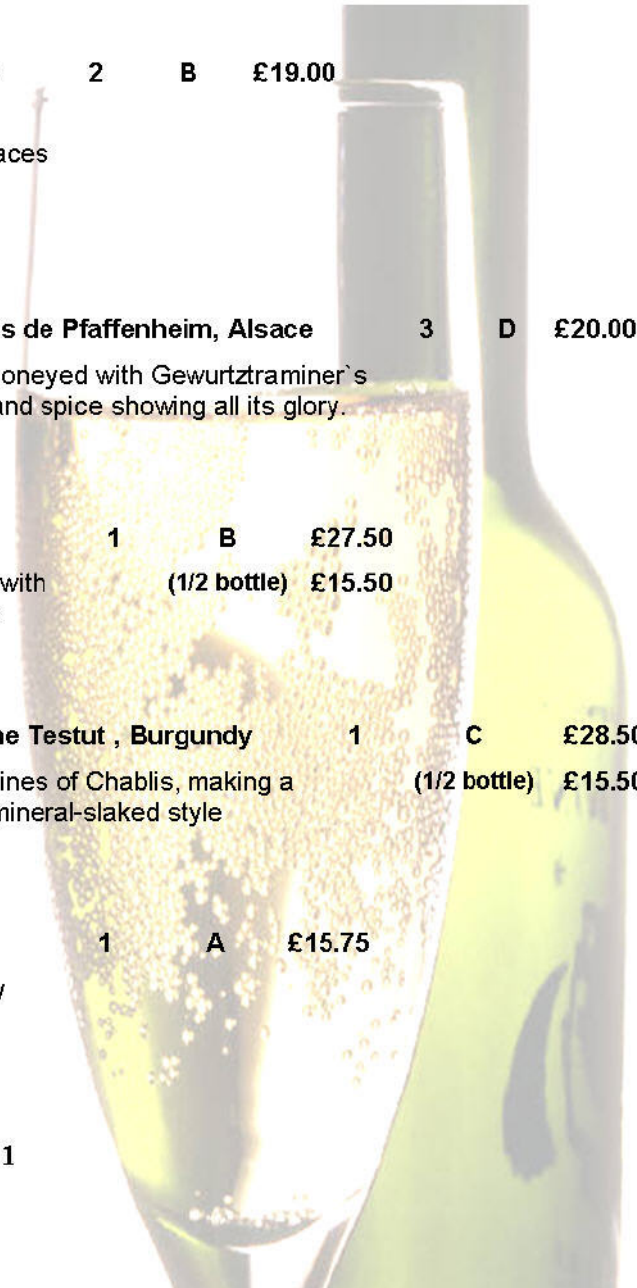 2 B £19.00
aces
s de Pfaffenheim, Alsace 3 D £20.00
oneyed with Gewurtztraminer`s
and spice showing all its glory.
1 B £27.50
with (1/2 bottle) £15.50
ne Testut , Burgundy 1 C £28.50
ines of Chablis, making a (1/2 bottle) £15.50
mineral-slaked style
1 A £15.75
1